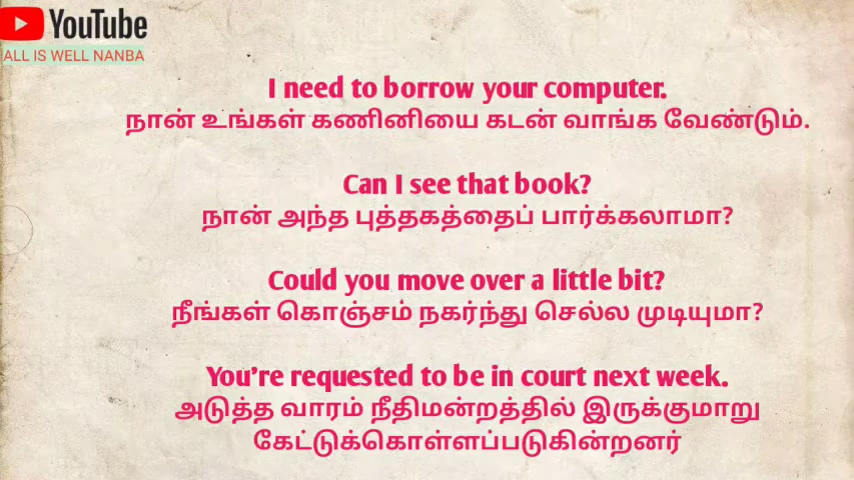 YouTube
ALL IS WELL NANBA
I need to borrow your computer.
நான் உங்கள் கணினியை கடன் வாங்க வேண்டும்.
Can I see that book?
நான் அந்த புத்தகத்தைப் பார்க்கலாமா?
Could you move over a little bit?
நீங்கள் கொஞ்சம் நகர்ந்து செல்ல முடியுமா?
You're requested to be in court next week.
அடுத்த வாரம் நீதிமன்றத்தில் இருக்குமாறு
கேட்டுக்கொள்ளப்படுகின்றனர்